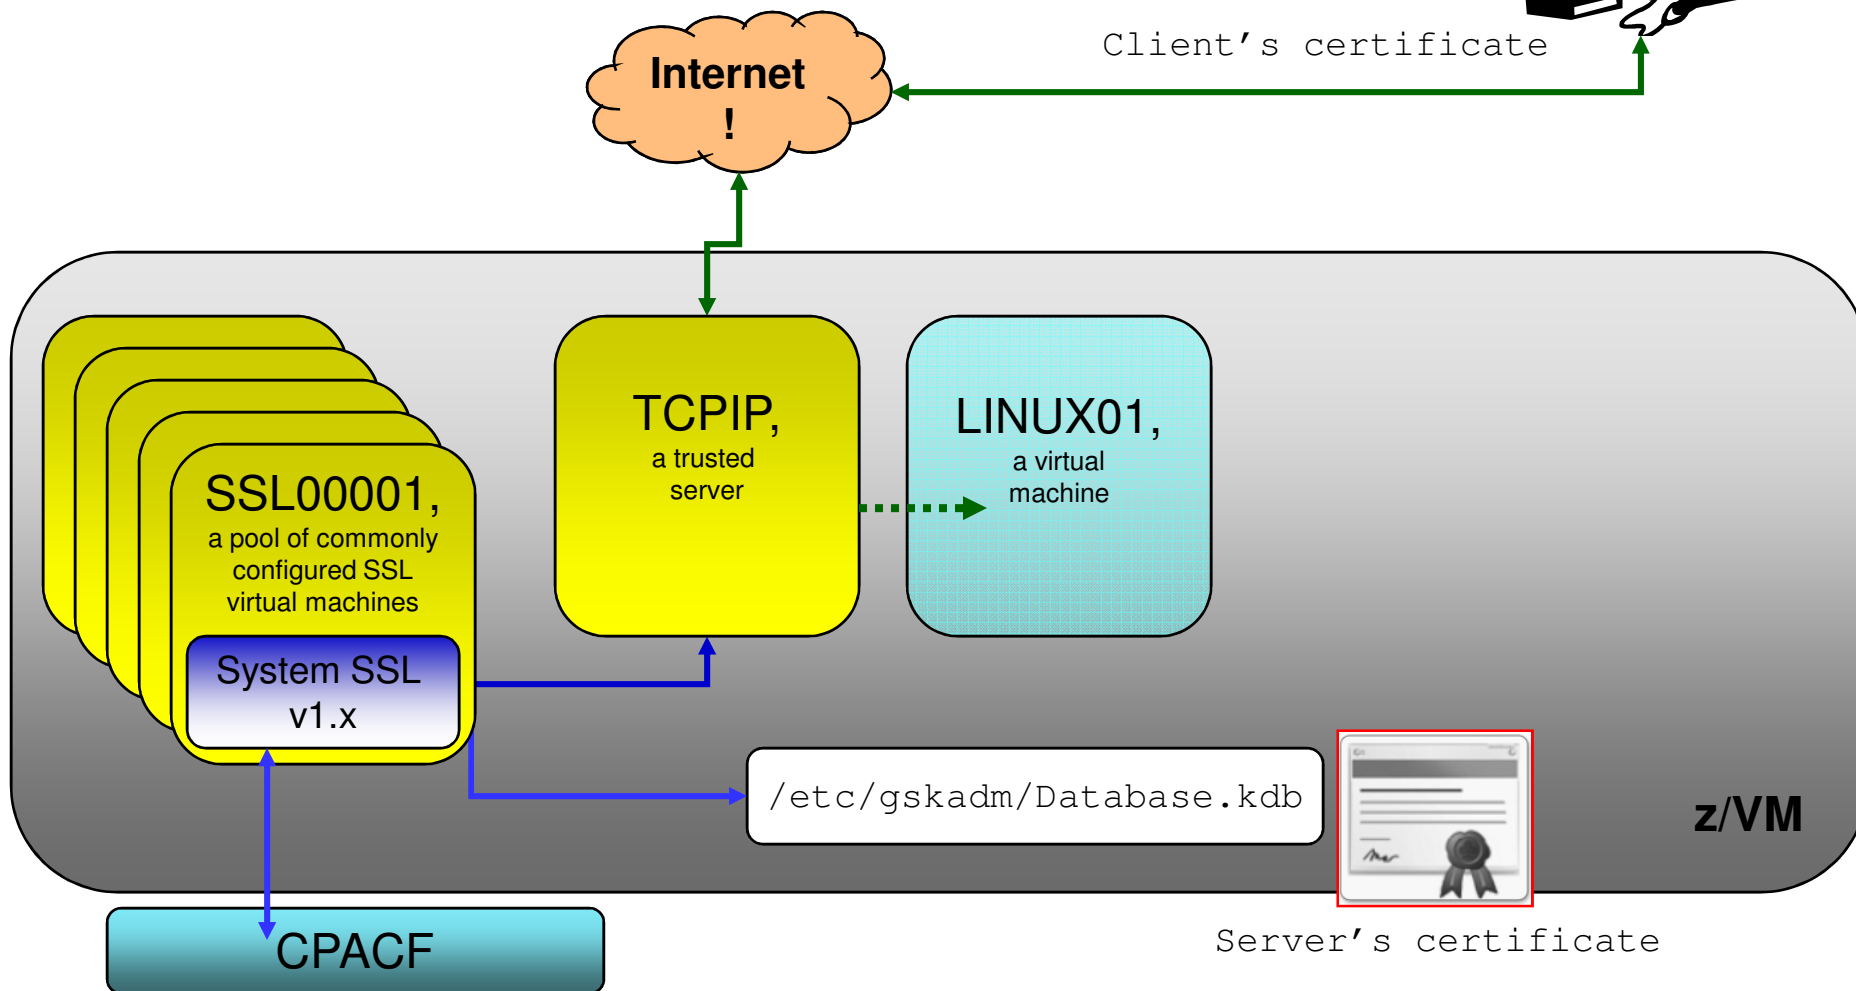 Client’s certificate
Internet
!
TCPIP,
a trusted
server
LINUX01,
a virtual
machine
SSL00001,
a pool of commonly
configured SSL
virtual machines
System SSL
v1.x
/etc/gskadm/Database.kdb
z/VM
CPACF
Server’s certificate